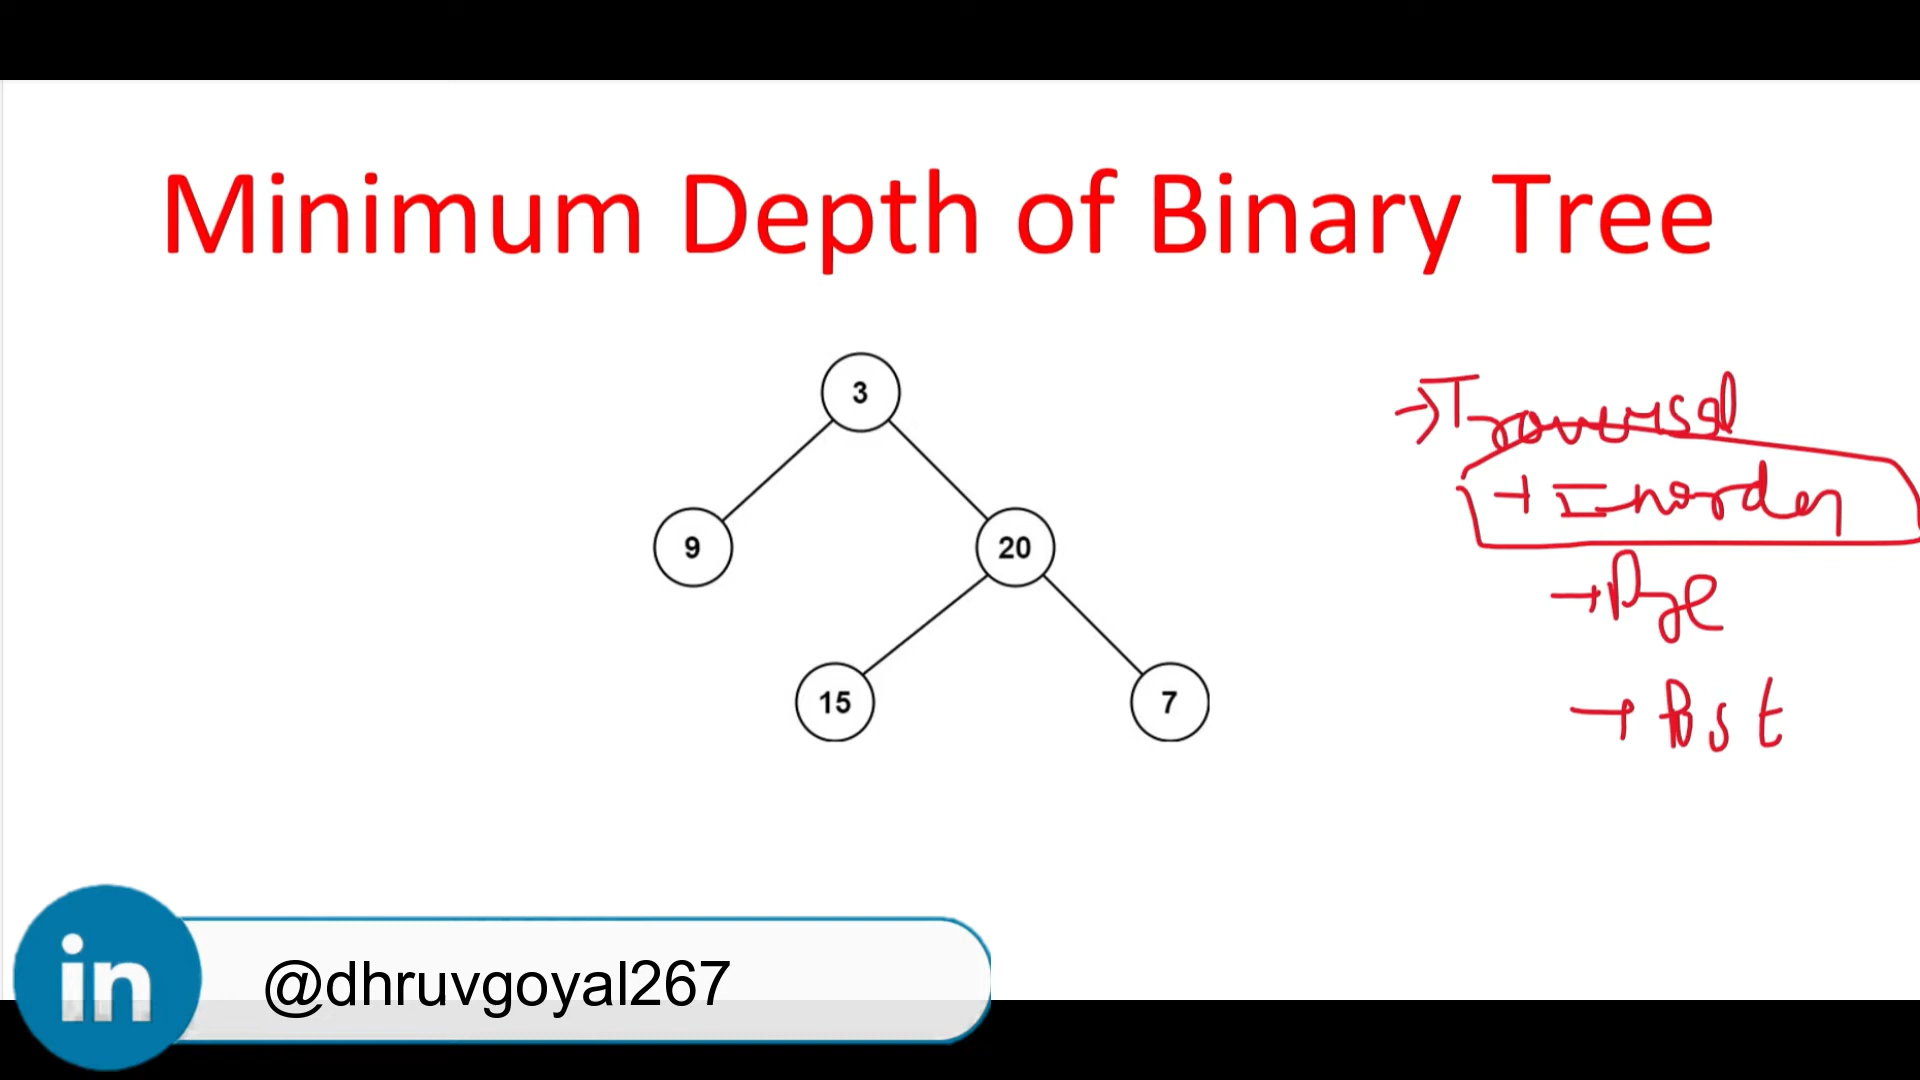 Minimum Depth of Binary Tree
3
→ Traversal
→ Inorder
9
20
→ Pre
15
7
→ Post
in
@dhruvgoyal267